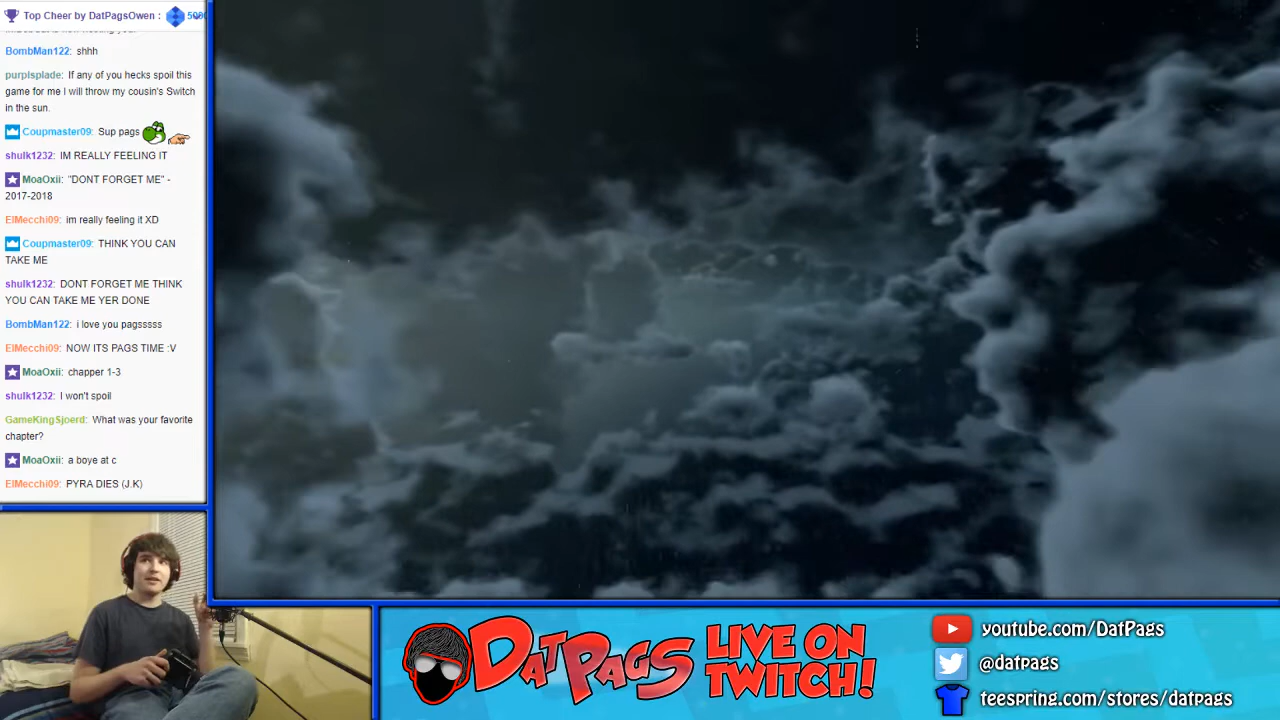 Top Cheer by DatPagsOwen : 5000
BombMan122: shhh
purplsplade: If any of you hecks spoil this
game for me I will throw my cousin's Switch
in the sun.
Coupmaster09: Sup pags
shulk1232: IM REALLY FEELING IT
MoaOxii: "DONT FORGET ME" -
2017-2018
ElMecchi09: im really feeling it XD
Coupmaster09: THINK YOU CAN
TAKE ME
shulk1232: DONT FORGET ME THINK
YOU CAN TAKE ME YER DONE
BombMan122: i love you pagsssss
ElMecchi09: NOW ITS PAGS TIME :V
MoaOxii: chapper 1-3
shulk1232: I won't spoil
GameKingSjoerd: What was your favorite
chapter?
MoaOxii: a boye at c
ElMecchi09: PYRA DIES (J.K)
DATPAGS LIVE ON
TWITCH!
youtube.com/DatPags
@datpags
teespring.com/stores/datpags